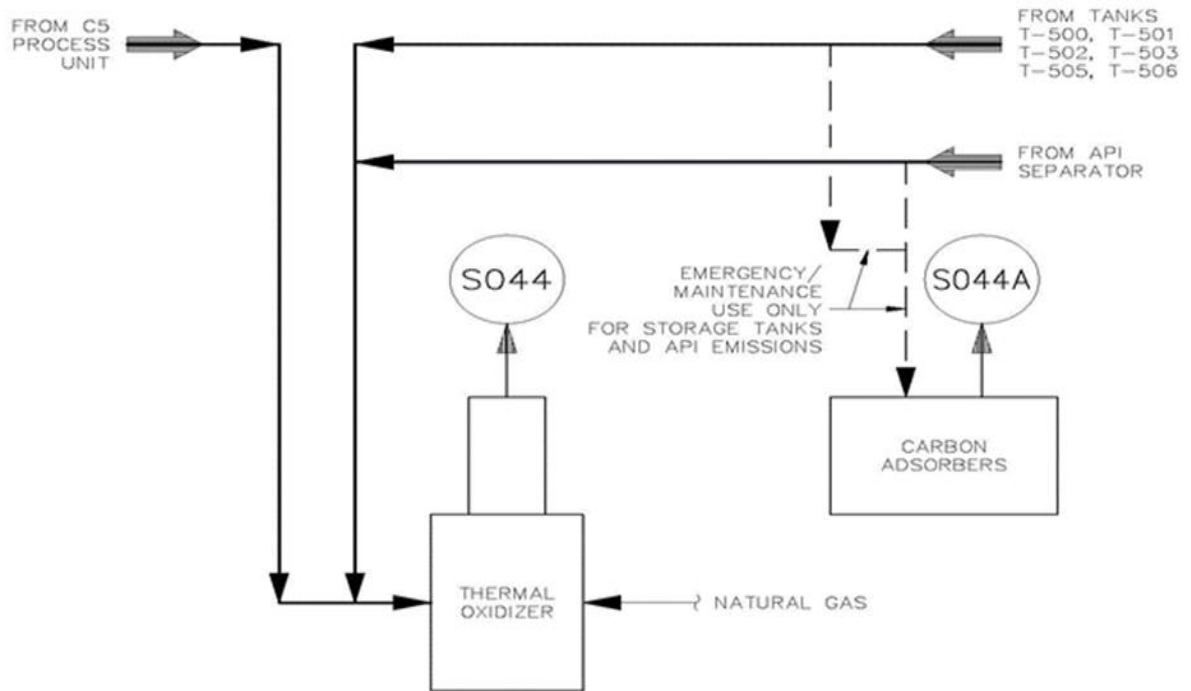 FROM C5
PROCESS
UNIT
FROM TANKS
T-500, T-501
T-502, T-503
T-505, T-506
FROM API
SEPARATOR
S044
EMERGENCY/
MAINTENANCE
USE ONLY
FOR STORAGE TANKS
AND API EMISSIONS
S044A
CARBON
ADSORBERS
THERMAL
OXIDIZER
NATURAL GAS